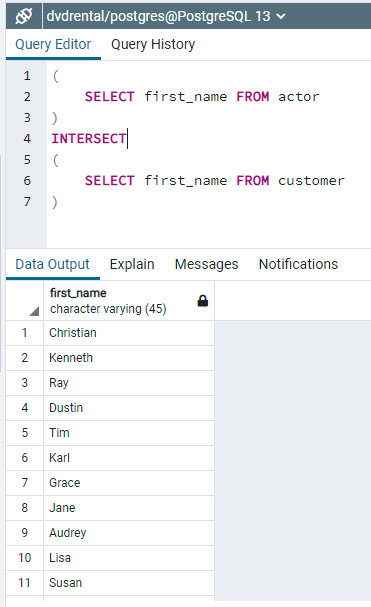 dvdrental/postgres@PostgreSQL 13
Query Editor Query History
1 (
2 SELECT first_name FROM actor
3 )
4 INTERSECT
5 (
6 SELECT first_name FROM customer
7 )
Data Output Explain Messages Notifications
first_name
character varying (45)
1 Christian
2 Kenneth
3 Ray
4 Dustin
5 Tim
6 Karl
7 Grace
8 Jane
9 Audrey
10 Lisa
11 Susan